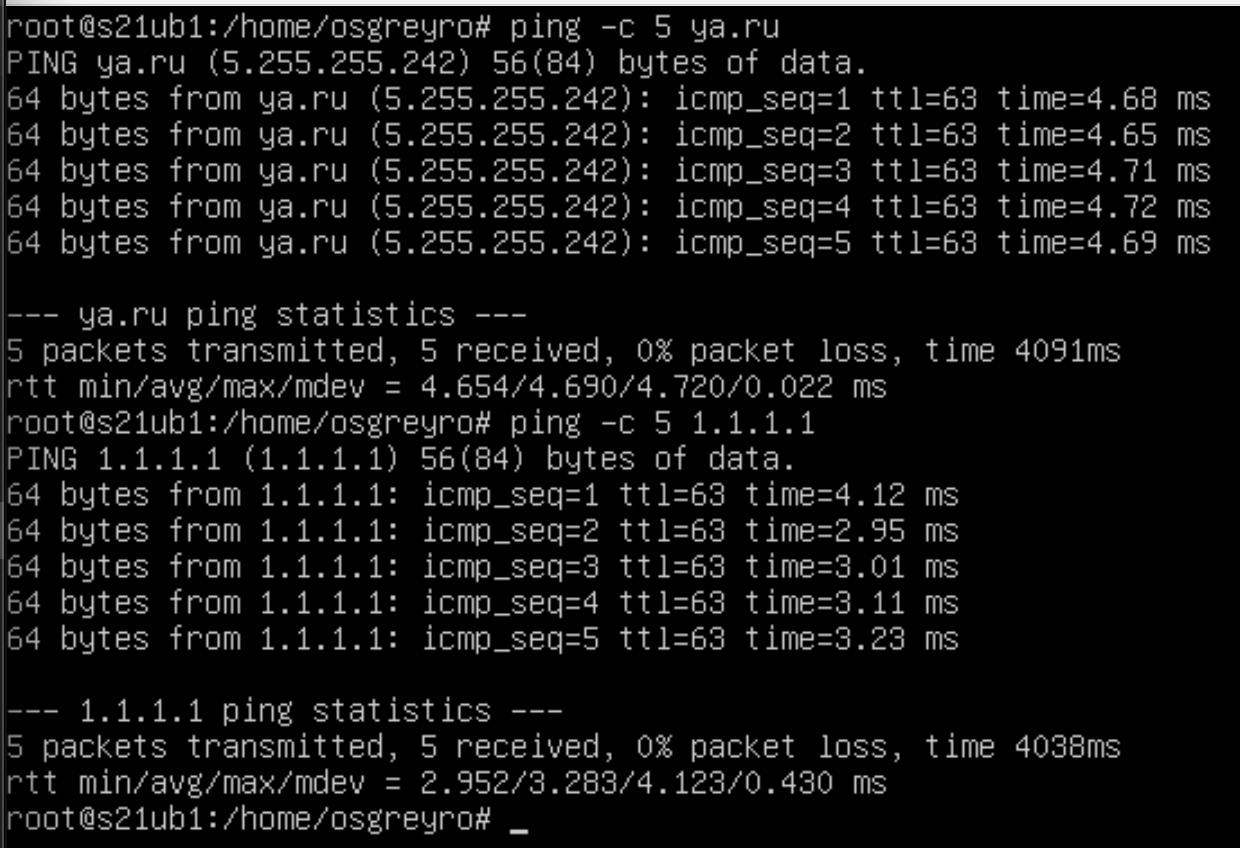 root@s21ub1:/home/osgreyro# ping -c 5 ya.ru
PING ya.ru (5.255.255.242) 56(84) bytes of data.
64 bytes from ya.ru (5.255.255.242): icmp_seq=1 ttl=63 time=4.68 ms
64 bytes from ya.ru (5.255.255.242): icmp_seq=2 ttl=63 time=4.65 ms
64 bytes from ya.ru (5.255.255.242): icmp_seq=3 ttl=63 time=4.71 ms
64 bytes from ya.ru (5.255.255.242): icmp_seq=4 ttl=63 time=4.72 ms
64 bytes from ya.ru (5.255.255.242): icmp_seq=5 ttl=63 time=4.69 ms
--- ya.ru ping statistics ---
5 packets transmitted, 5 received, 0% packet loss, time 4091ms
rtt min/avg/max/mdev = 4.654/4.690/4.720/0.022 ms
root@s21ub1:/home/osgreyro# ping -c 5 1.1.1.1
PING 1.1.1.1 (1.1.1.1) 56(84) bytes of data.
64 bytes from 1.1.1.1: icmp_seq=1 ttl=63 time=4.12 ms
64 bytes from 1.1.1.1: icmp_seq=2 ttl=63 time=2.95 ms
64 bytes from 1.1.1.1: icmp_seq=3 ttl=63 time=3.01 ms
64 bytes from 1.1.1.1: icmp_seq=4 ttl=63 time=3.11 ms
64 bytes from 1.1.1.1: icmp_seq=5 ttl=63 time=3.23 ms
--- 1.1.1.1 ping statistics ---
5 packets transmitted, 5 received, 0% packet loss, time 4038ms
rtt min/avg/max/mdev = 2.952/3.283/4.123/0.430 ms
root@s21ub1:/home/osgreyro# _